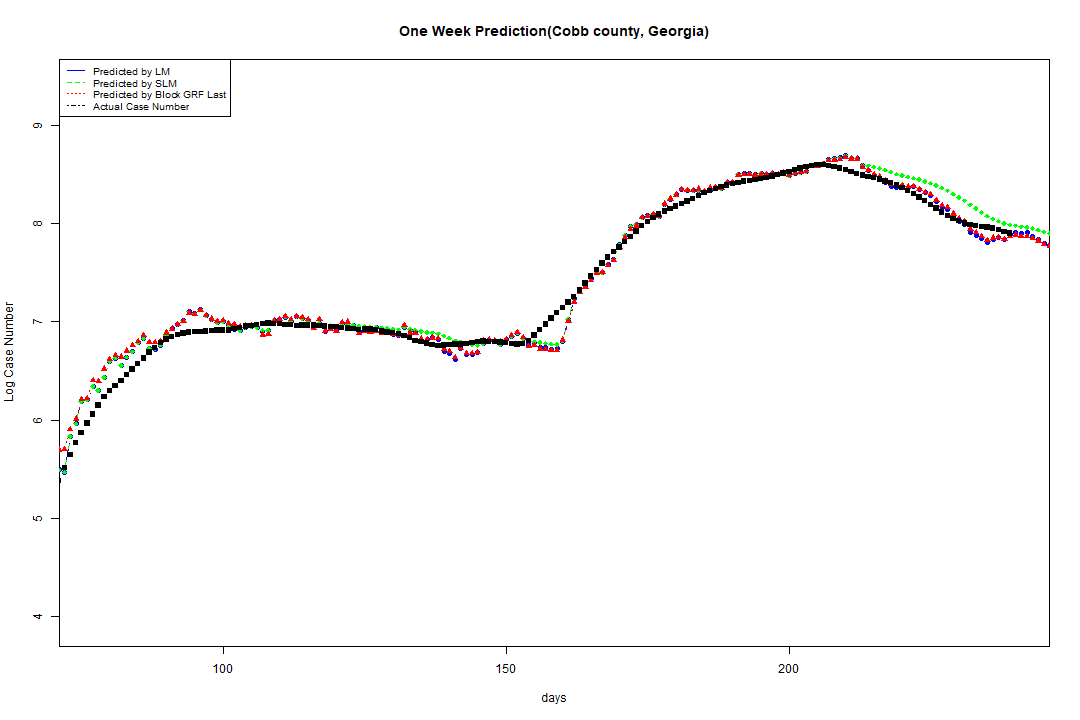 One Week Prediction(Cobb county, Georgia)
Predicted by LM
Predicted by SLM
Predicted by Block GRF Last
Actual Case Number
9
8
7
6
5
4
Log Case Number
100 150 200
days